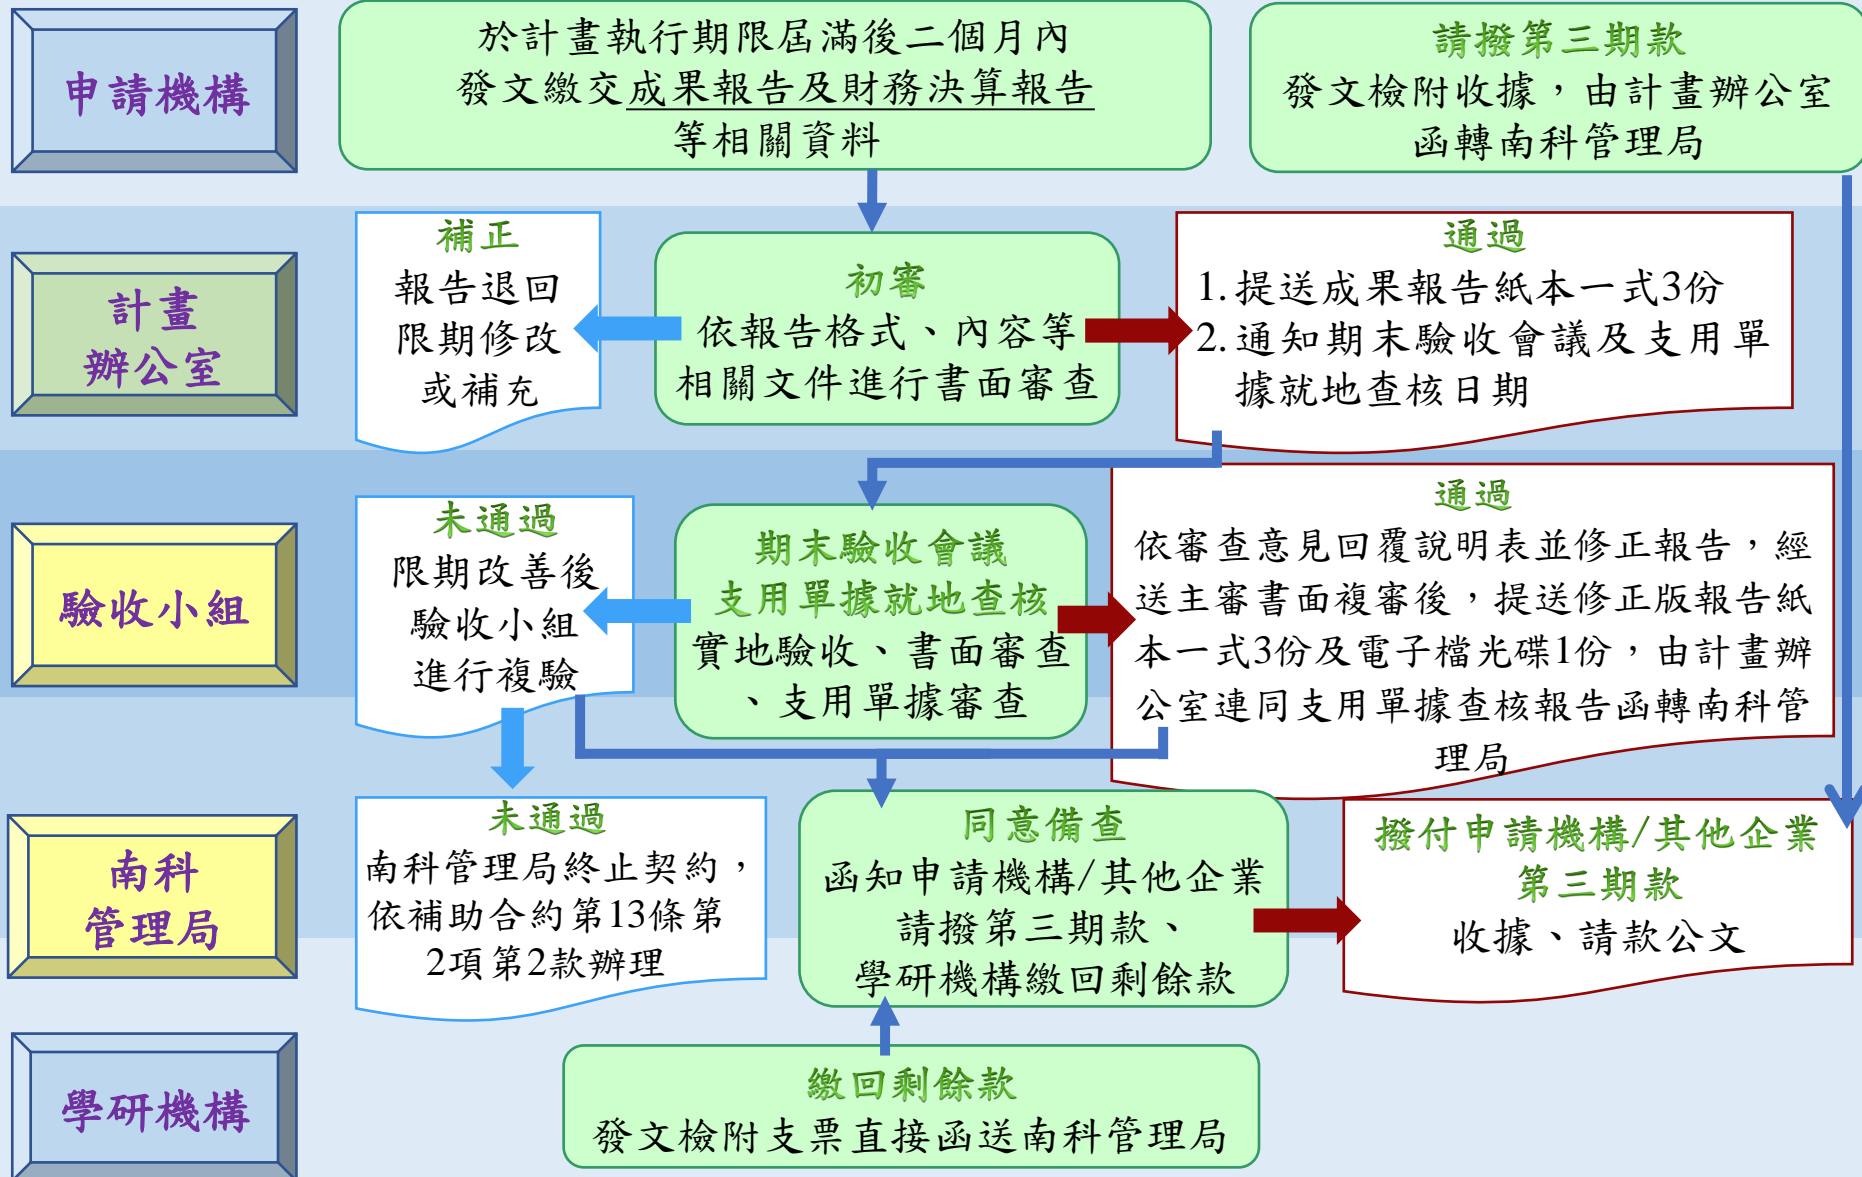 申請機構
於計畫執行期限屆滿後二個月內
發文繳交成果報告及財務決算報告
等相關資料
請撥第三期款
發文檢附收據，由計畫辦公室
函轉南科管理局
計畫
辦公室
補正
報告退回
限期修改
或補充
初審
依報告格式、內容等
相關文件進行書面審查
通過
1.提送成果報告紙本一式3份
2.通知期末驗收會議及支用單
據就地查核日期
驗收小組
未通過
限期改善後
驗收小組
進行複驗
期末驗收會議
支用單據就地查核
實地驗收、書面審查
、支用單據審查
通過
依審查意見回覆說明表並修正報告，經
送主審書面複審後，提送修正版報告紙
本一式3份及電子檔光碟1份，由計畫辦
公室連同支用單據查核報告函轉南科管
理局
南科
管理局
未通過
南科管理局終止契約，
依補助合約第13條第
2項第2款辦理
同意備查
函知申請機構/其他企業
請撥第三期款、
學研機構繳回剩餘款
撥付申請機構/其他企業
第三期款
收據、請款公文
學研機構
繳回剩餘款
發文檢附支票直接函送南科管理局